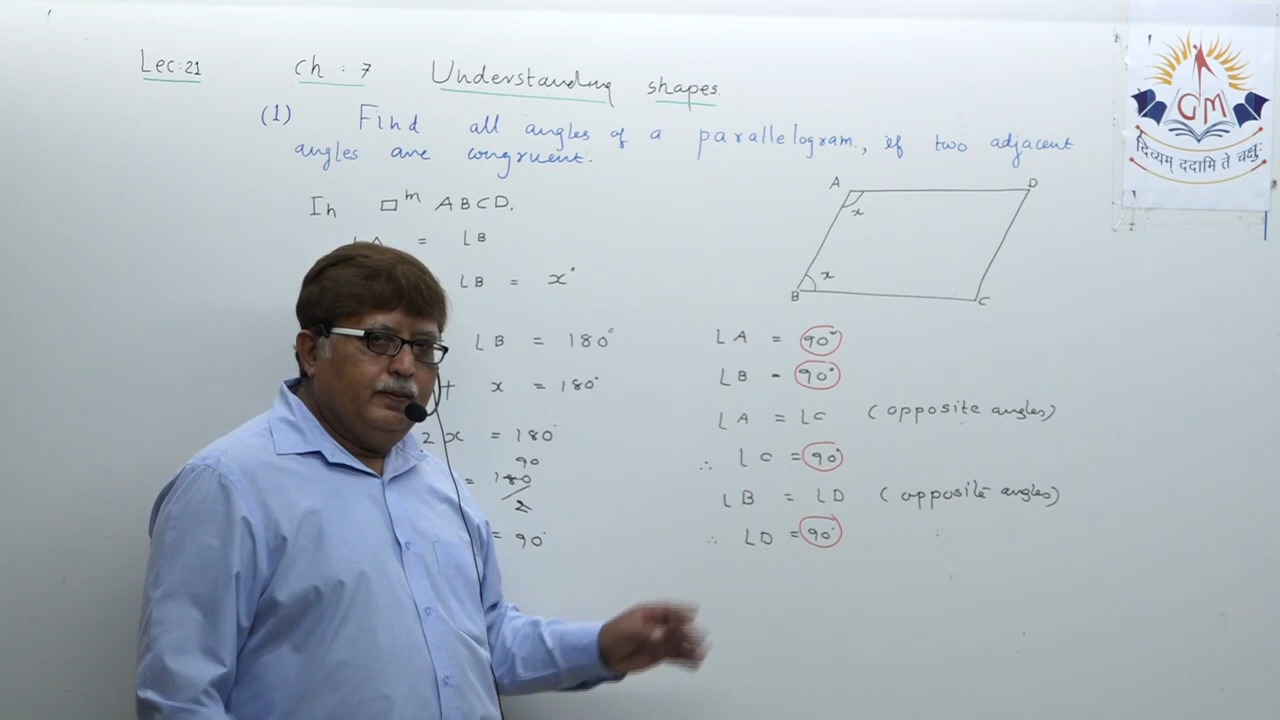 Lec:21 ch : 7 Understanding shapes
(1) Find all angles of a parallelogram, if two adjacent
angles are congruent.
In □ᵐ ABCD.
= ∠B
∠B = x°
∠B = 180°
+ x = 180°
2x = 180°
90
= 180
2
= 90°
A D
x
x
B C
∠A = 90°
∠B = 90°
∠A = ∠C (opposite angles)
∴ ∠C = 90°
∠B = ∠D (opposite angles)
∴ ∠D = 90°
GM
दिव्यम् ददामि ते चक्षुः